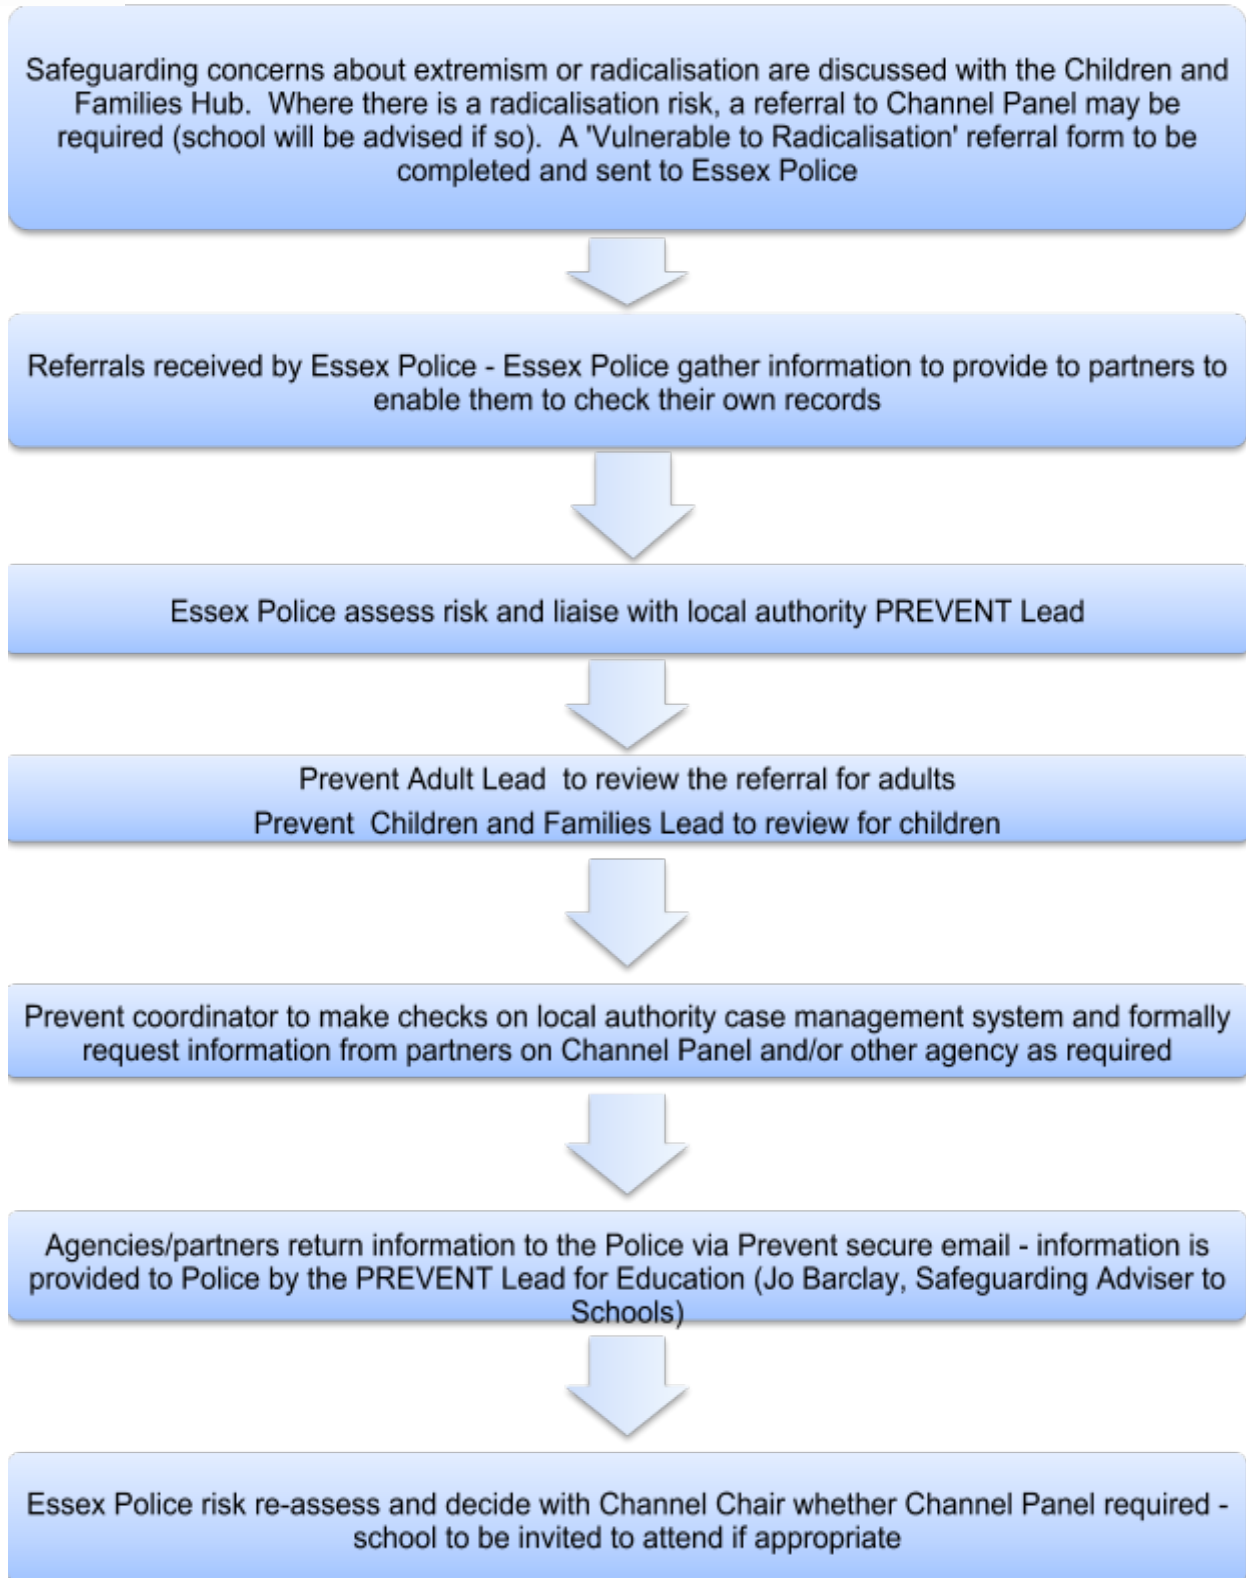 Safeguarding concerns about extremism or radicalisation are discussed with the Children and
Families Hub.  Where there is a radicalisation risk, a referral to Channel Panel may be
required (school will be advised if so).  A 'Vulnerable to Radicalisation' referral form to be
completed and sent to Essex Police
Referrals received by Essex Police - Essex Police gather information to provide to partners to
enable them to check their own records
Essex Police assess risk and liaise with local authority PREVENT Lead
Prevent Adult Lead  to review the referral for adults
Prevent  Children and Families Lead to review for children
Prevent coordinator to make checks on local authority case management system and formally
request information from partners on Channel Panel and/or other agency as required
Agencies/partners return information to the Police via Prevent secure email - information is
provided to Police by the PREVENT Lead for Education (Jo Barclay, Safeguarding Adviser to
Schools)
Essex Police risk re-assess and decide with Channel Chair whether Channel Panel required -
school to be invited to attend if appropriate